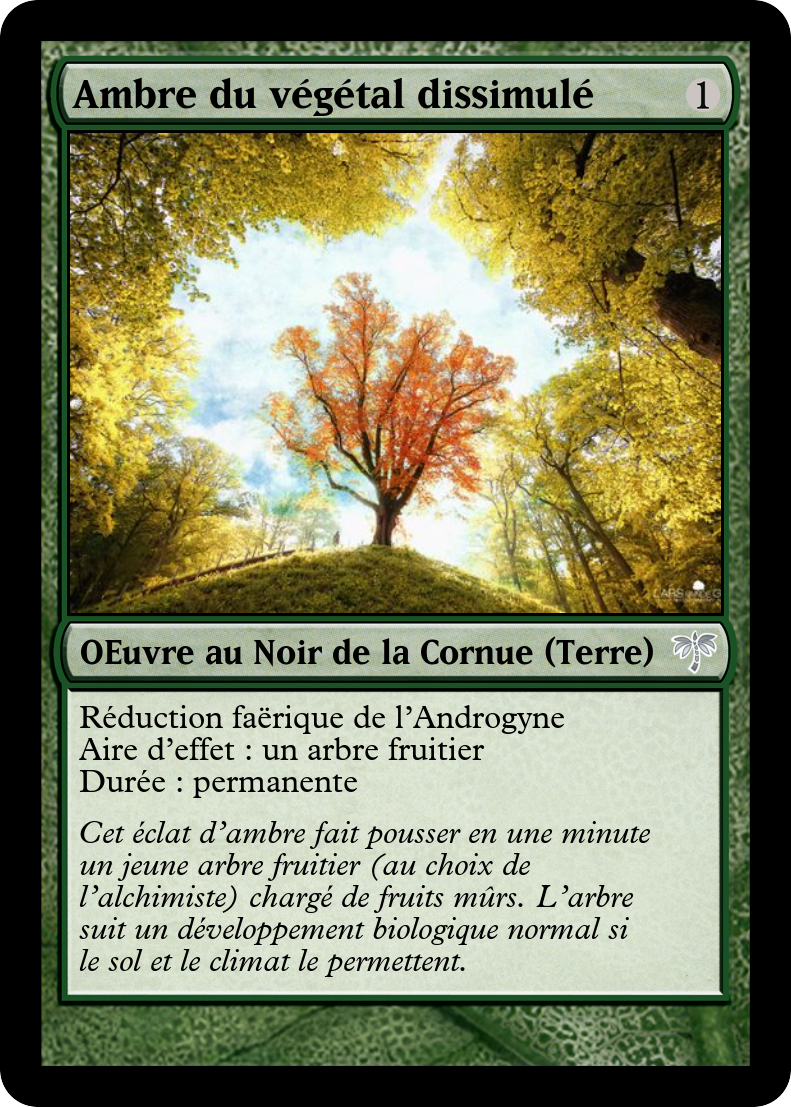 Ambre du végétal dissimulé 1
OEuvre au Noir de la Cornue (Terre)
Réduction faërique de l'Androgyne
Aire d'effet : un arbre fruitier
Durée : permanente
Cet éclat d'ambre fait pousser en une minute
un jeune arbre fruitier (au choix de
l'alchimiste) chargé de fruits mûrs. L'arbre
suit un développement biologique normal si
le sol et le climat le permettent.